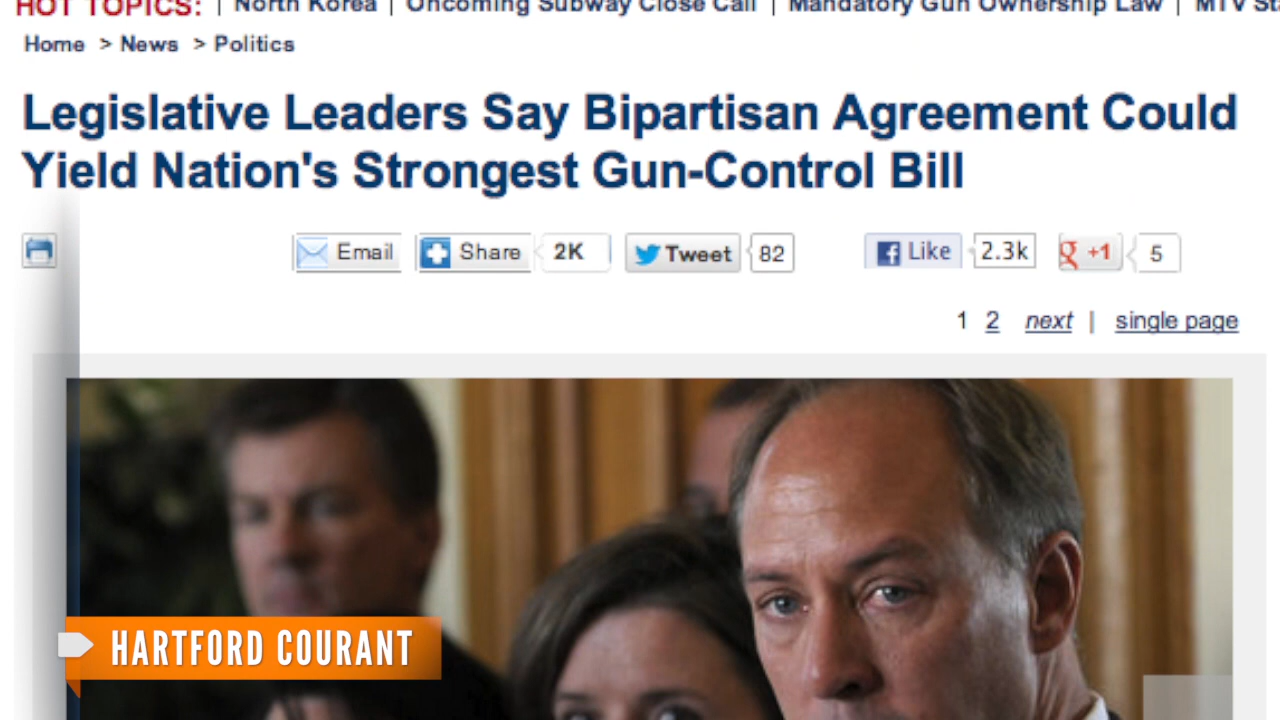 HOT TOPICS: | North Korea | Oncoming Subway Close Call | Mandatory Gun Ownership Law | MTV
Home > News > Politics
Legislative Leaders Say Bipartisan Agreement Could
Yield Nation's Strongest Gun-Control Bill
Email Share 2K Tweet 82 Like 2.3k +1 5
1 2 next | single page
HARTFORD COURANT